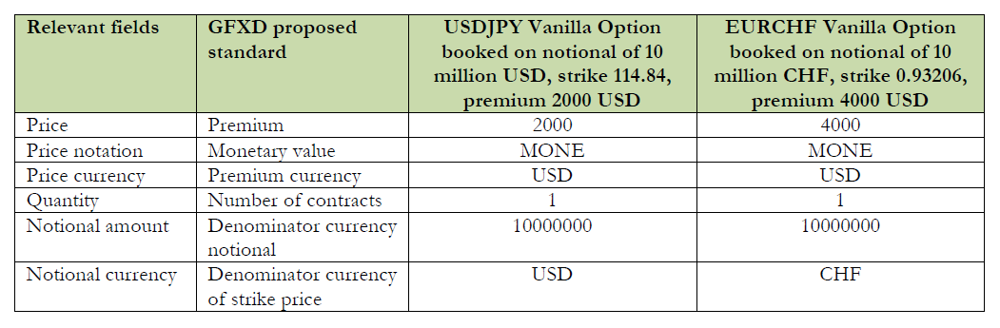 Relevant fields GFXD proposed standard USDJPY Vanilla Option booked on notional of 10 million USD, strike 114.84, premium 2000 USD EURCHF Vanilla Option booked on notional of 10 million CHF, strike 0.93206, premium 4000 USD
Price Premium 2000 4000
Price notation Monetary value MONE MONE
Price currency Premium currency USD USD
Quantity Number of contracts 1 1
Notional amount Denominator currency notional 10000000 10000000
Notional currency Denominator currency of strike price USD CHF